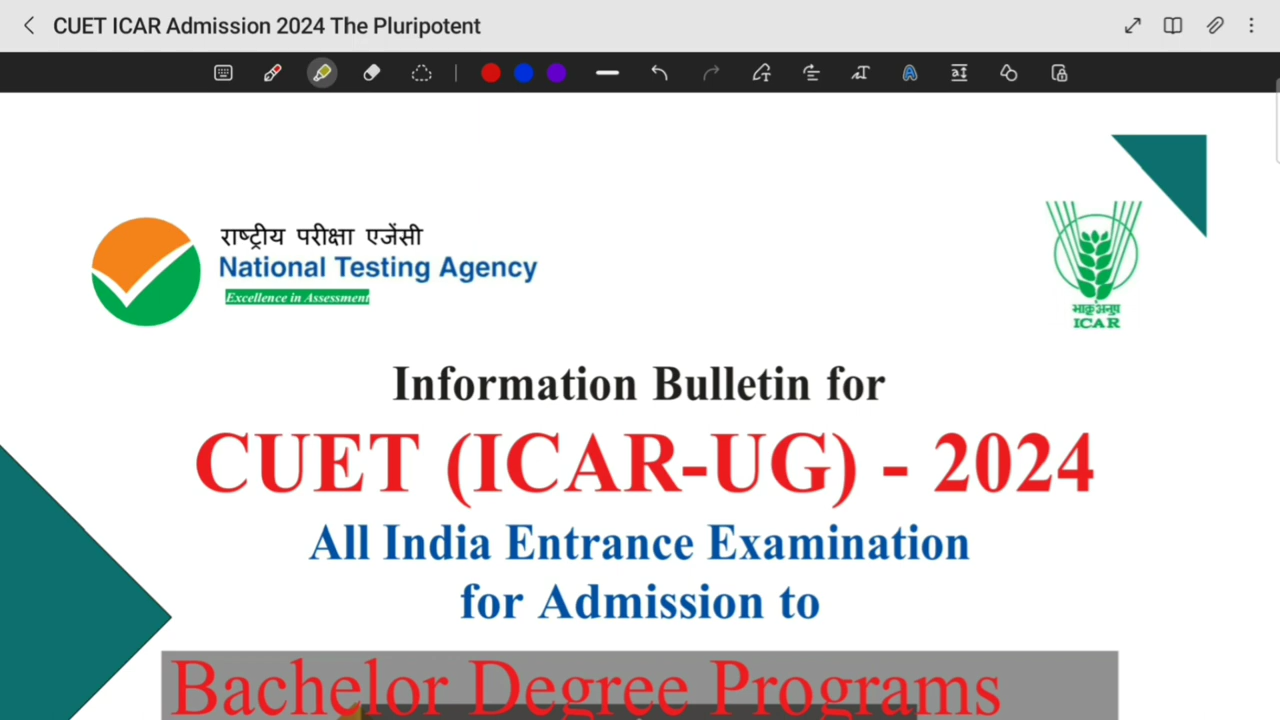 CUET ICAR Admission 2024 The Pluripotent
राष्ट्रीय परीक्षा एजेंसी
National Testing Agency
Excellence in Assessment
भाकृअनुप
ICAR
Information Bulletin for
CUET (ICAR-UG) - 2024
All India Entrance Examination
for Admission to
Bachelor Degree Programs